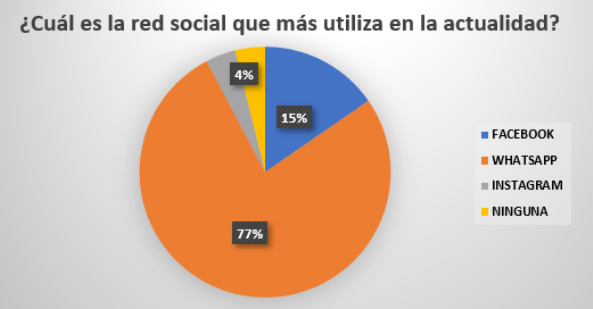 ¿Cuál es la red social que más utiliza en la actualidad?
4%
15%
77%
FACEBOOK
WHATSAPP
INSTAGRAM
NINGUNA